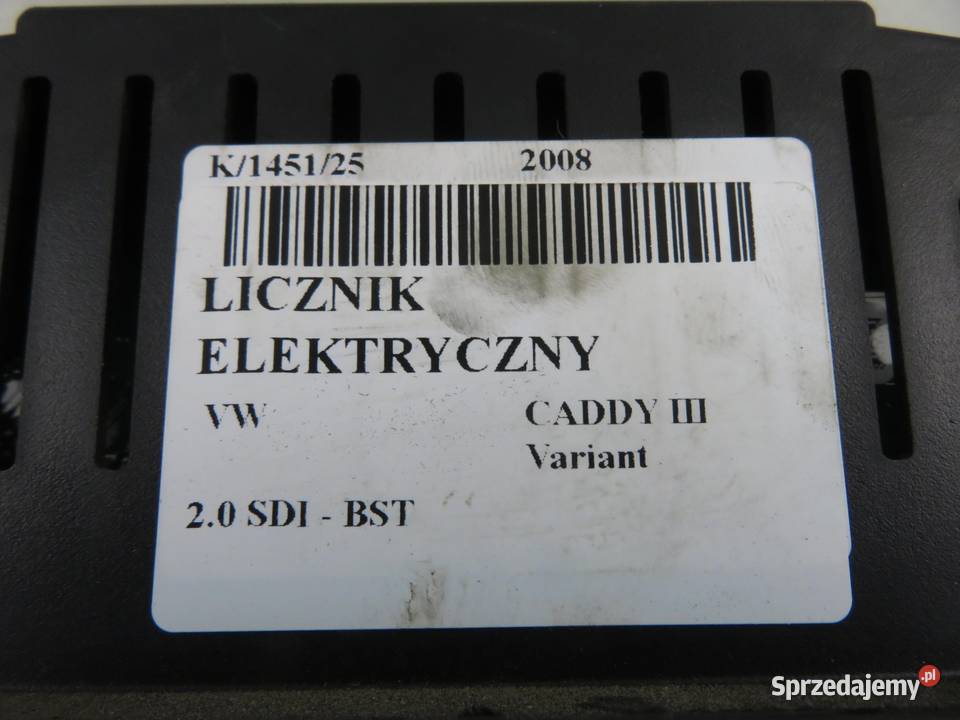 K/1451/25 2008
LICZNIK
ELEKTRYCZNY
VW CADDY III
Variant
2.0 SDI - BST
Sprzedajemy.pl